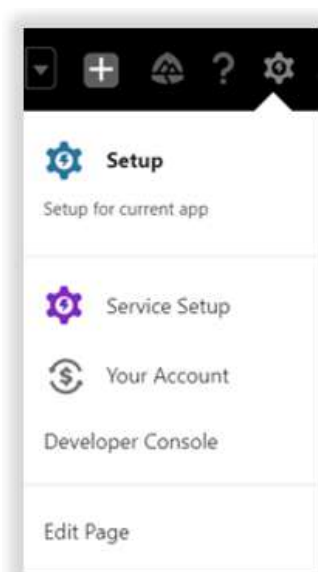 ?
Setup
Setup for current app
Service Setup
$ Your Account
Developer Console
Edit Page